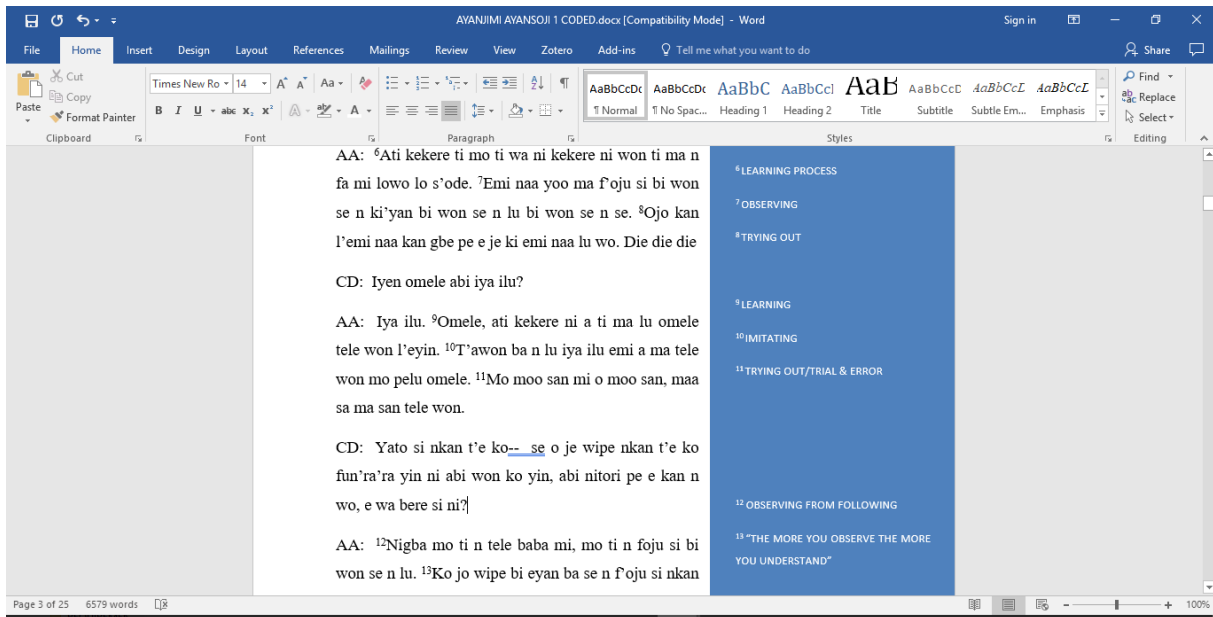 AYANJIMI AYANSOJI 1 CODED.docx [Compatibility Mode] - Word
Sign in
File Home Insert Design Layout References Mailings Review View Zotero Add-ins Tell me what you want to do Share
Paste
Cut
Copy
Format Painter
Clipboard
Times New Ro 14
Font
Paragraph
AaBbCcDc AaBbCcDc AaBbC AaBbCcI AaB AaBbCcD AaBbCcL AaBbCcL
¶ Normal ¶ No Spac... Heading 1 Heading 2 Title Subtitle Subtle Em... Emphasis
Styles
Find
Replace
Select
Editing
AA: ⁶Ati kekere ti mo ti wa ni kekere ni won ti ma n
fa mi lowo lo s’ode. ⁷Emi naa yoo ma f’oju si bi won
se n ki’yan bi won se n lu bi won se n se. ⁸Ojo kan
l’emi naa kan gbe pe e je ki emi naa lu wo. Die die die
CD: Iyen omele abi iya ilu?
AA: Iya ilu. ⁹Omele, ati kekere ni a ti ma lu omele
tele won l’eyin. ¹⁰T’awon ba n lu iya ilu emi a ma tele
won mo pelu omele. ¹¹Mo moo san mi o moo san, maa
sa ma san tele won.
CD: Yato si nkan t’e ko-- se o je wipe nkan t’e ko
fun’ra’ra yin ni abi won ko yin, abi nitori pe e kan n
wo, e wa bere si ni?
AA: ¹²Nigba mo ti n tele baba mi, mo ti n foju si bi
won se n lu. ¹³Ko jo wipe bi eyan ba se n f’oju si nkan
⁶ LEARNING PROCESS
⁷ OBSERVING
⁸ TRYING OUT
⁹ LEARNING
¹⁰ IMITATING
¹¹ TRYING OUT/TRIAL & ERROR
¹² OBSERVING FROM FOLLOWING
¹³ “THE MORE YOU OBSERVE THE MORE
YOU UNDERSTAND”
Page 3 of 25 6579 words 100%